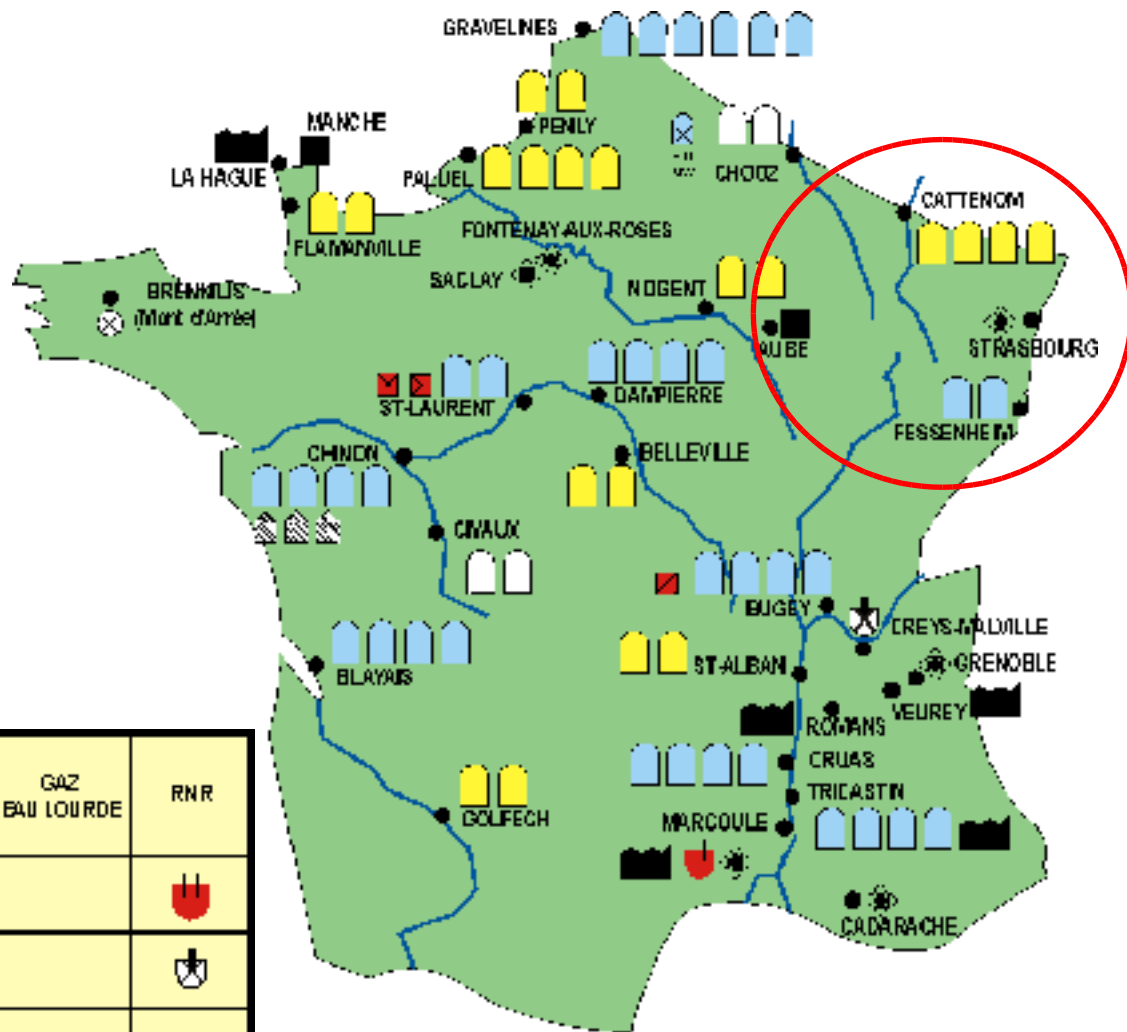 GRAVELINES
PENLY
MANCHE
LA HAGUE
PALUEL
CHOOZ
CATTENOM
FLAMANVILLE
FONTENAY-AUX-ROSES
SACLAY
NOGENT
BRENNILIS
(Mont d'Arrée)
AUBE
STRASBOURG
ST-LAURENT
DAMPIERRE
FESSENHEIM
CHINON
BELLEVILLE
CIVAUX
BUGEY
CREYS-MALVILLE
BLAYAIS
ST-ALBAN
GRENOBLE
VEUREY
ROMANS
CRUAS
TRICASTIN
GOLFECH
MARCOULE
CADARACHE
GAZ
EAU LOURDE
RNR